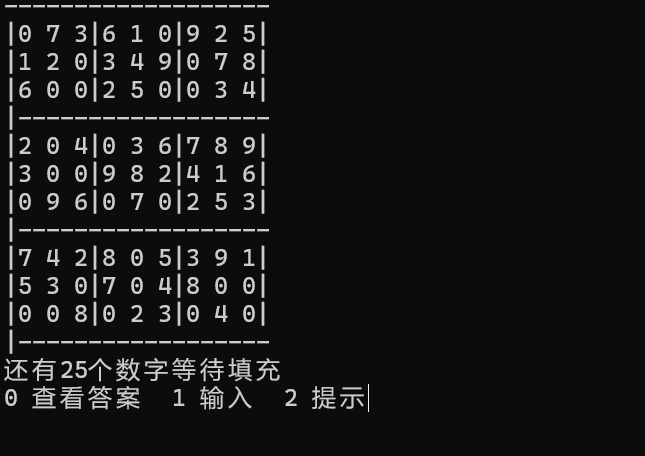 -------------------
|0 7 3|6 1 0|9 2 5|
|1 2 0|3 4 9|0 7 8|
|6 0 0|2 5 0|0 3 4|
|------------------
|2 0 4|0 3 6|7 8 9|
|3 0 0|9 8 2|4 1 6|
|0 9 6|0 7 0|2 5 3|
|------------------
|7 4 2|8 0 5|3 9 1|
|5 3 0|7 0 4|8 0 0|
|0 0 8|0 2 3|0 4 0|
|------------------
还有25个数字等待填充
0 查看答案  1 输入  2 提示